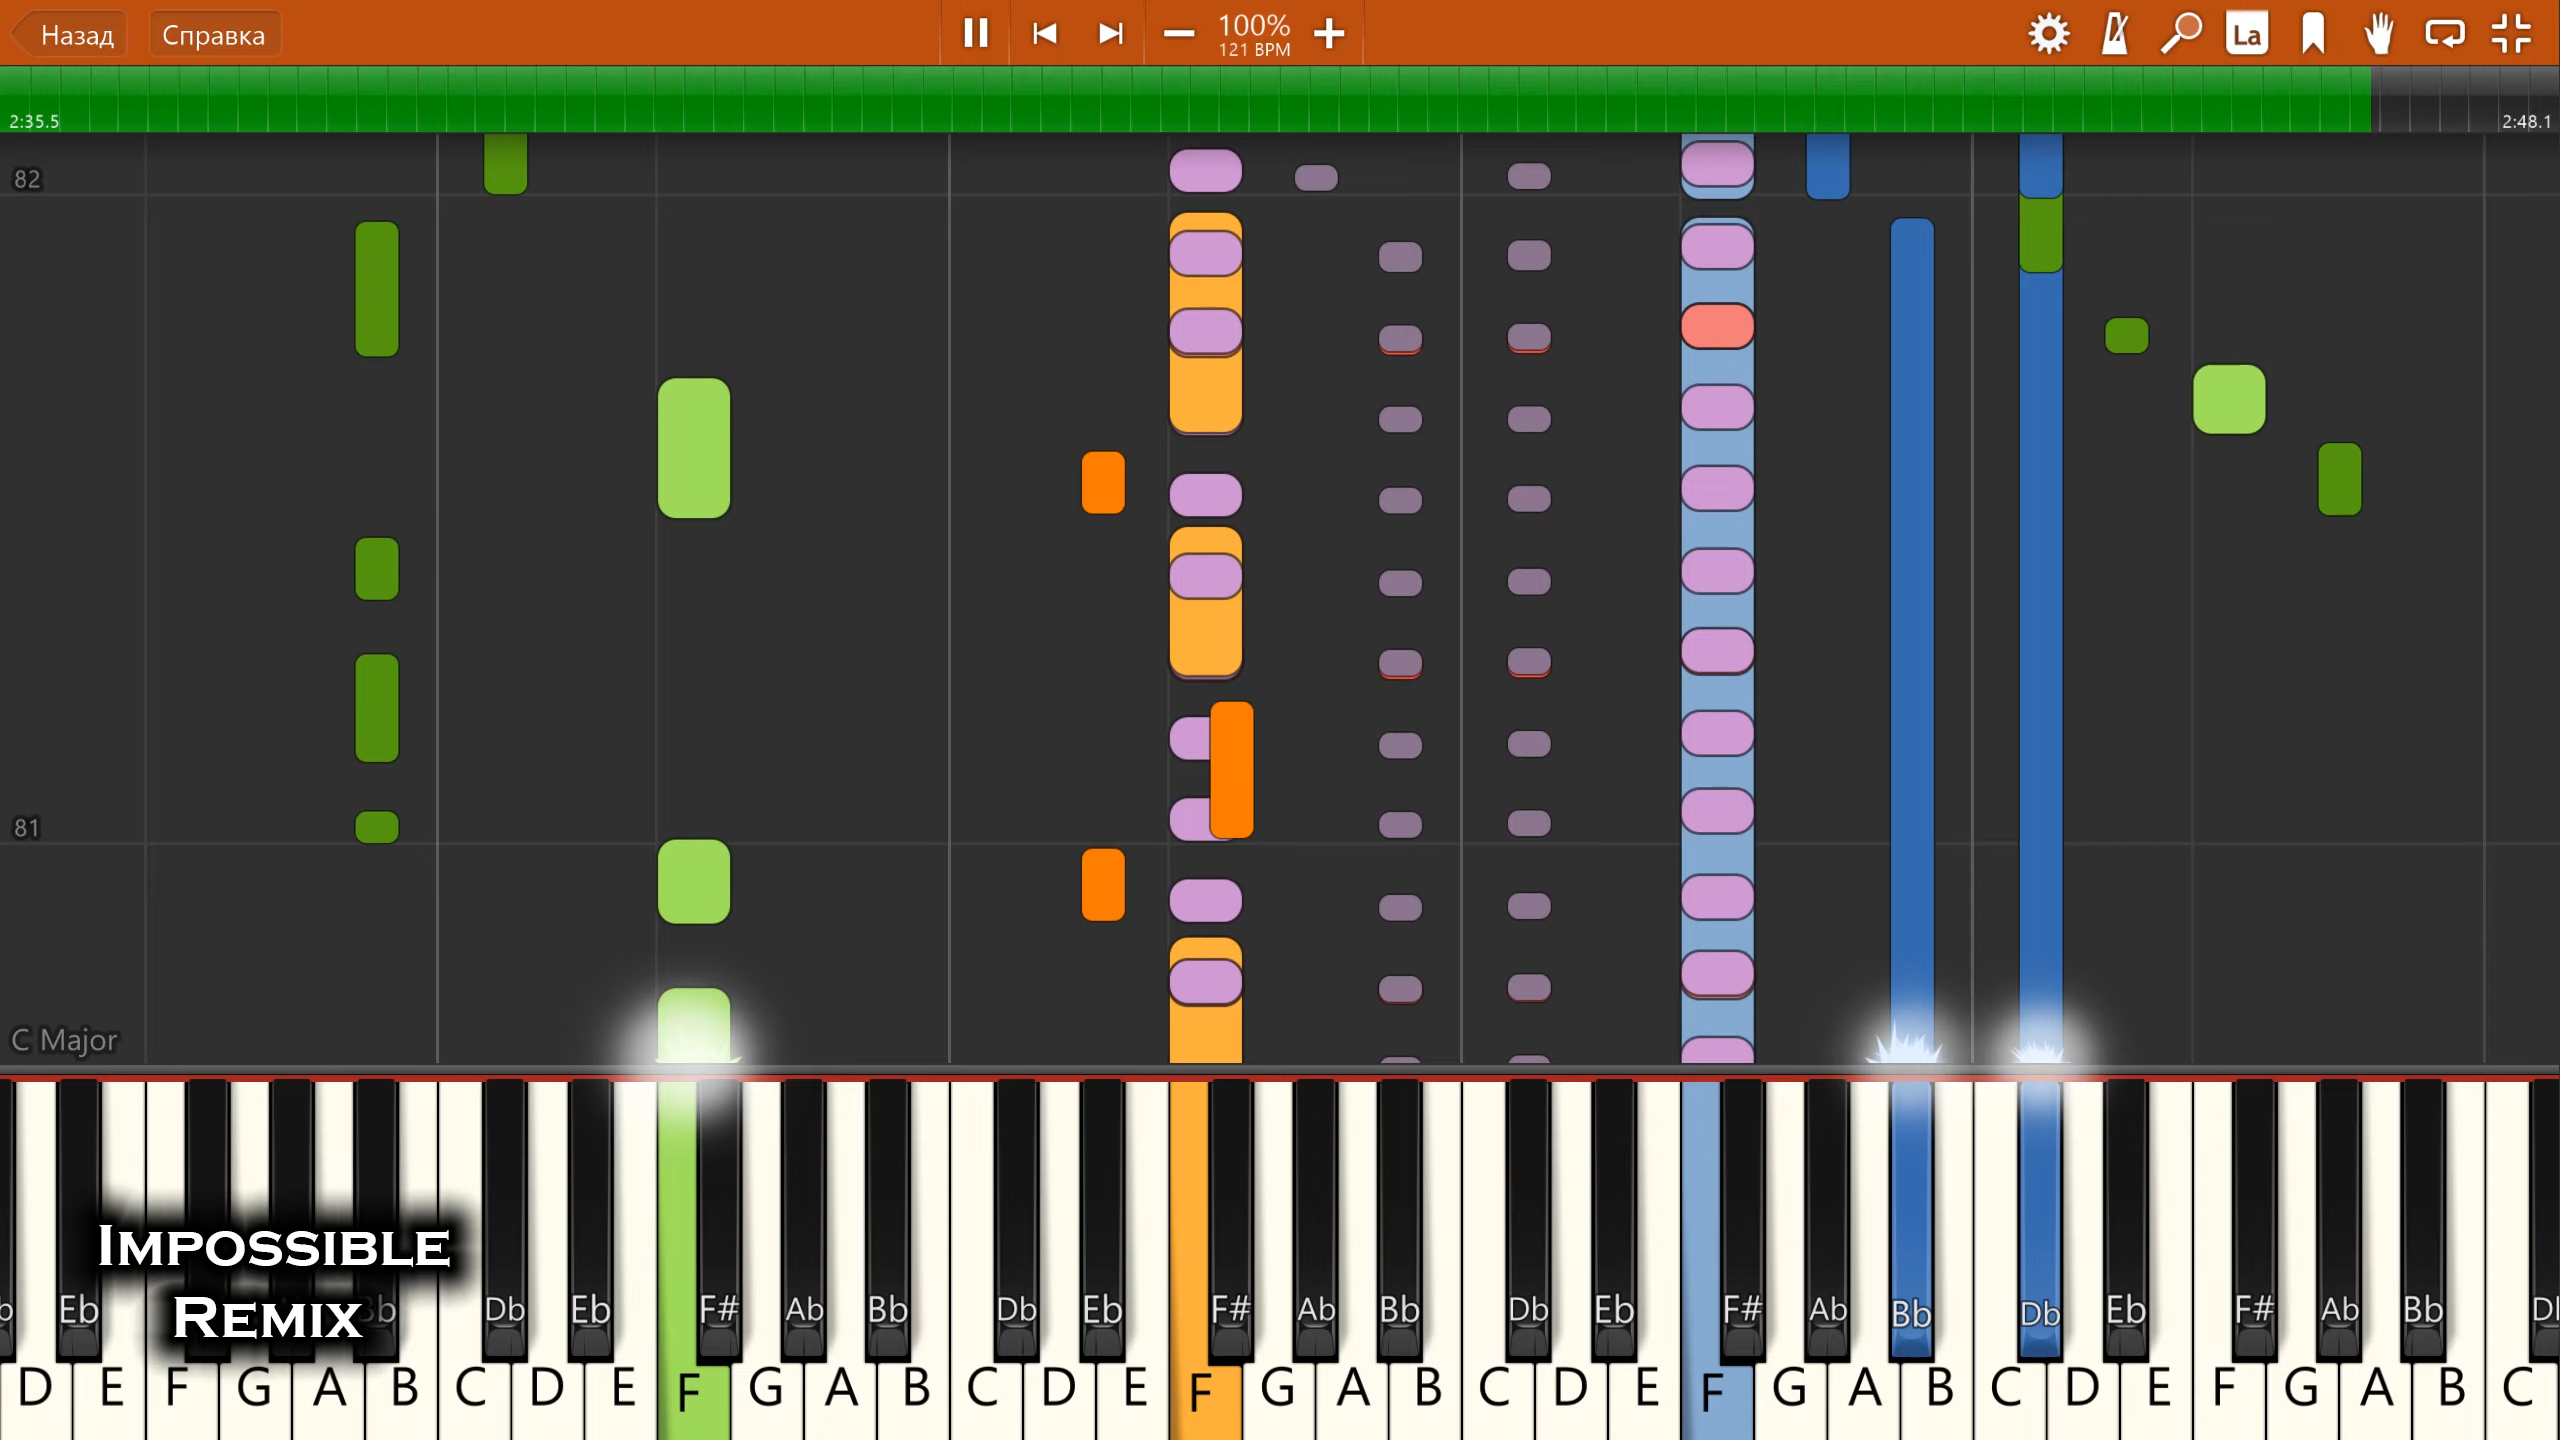 Назад Справка
100%
121 BPM
La
2:35.5 2:48.1
82
81
C Major
Impossible
Remix
Eb Db Eb F# Ab Bb Db Eb F# Ab Bb Db Eb F# Ab Bb Db Eb F# Ab Bb
D E F G A B C D E F G A B C D E F G A B C D E F G A B C D E F G A B C